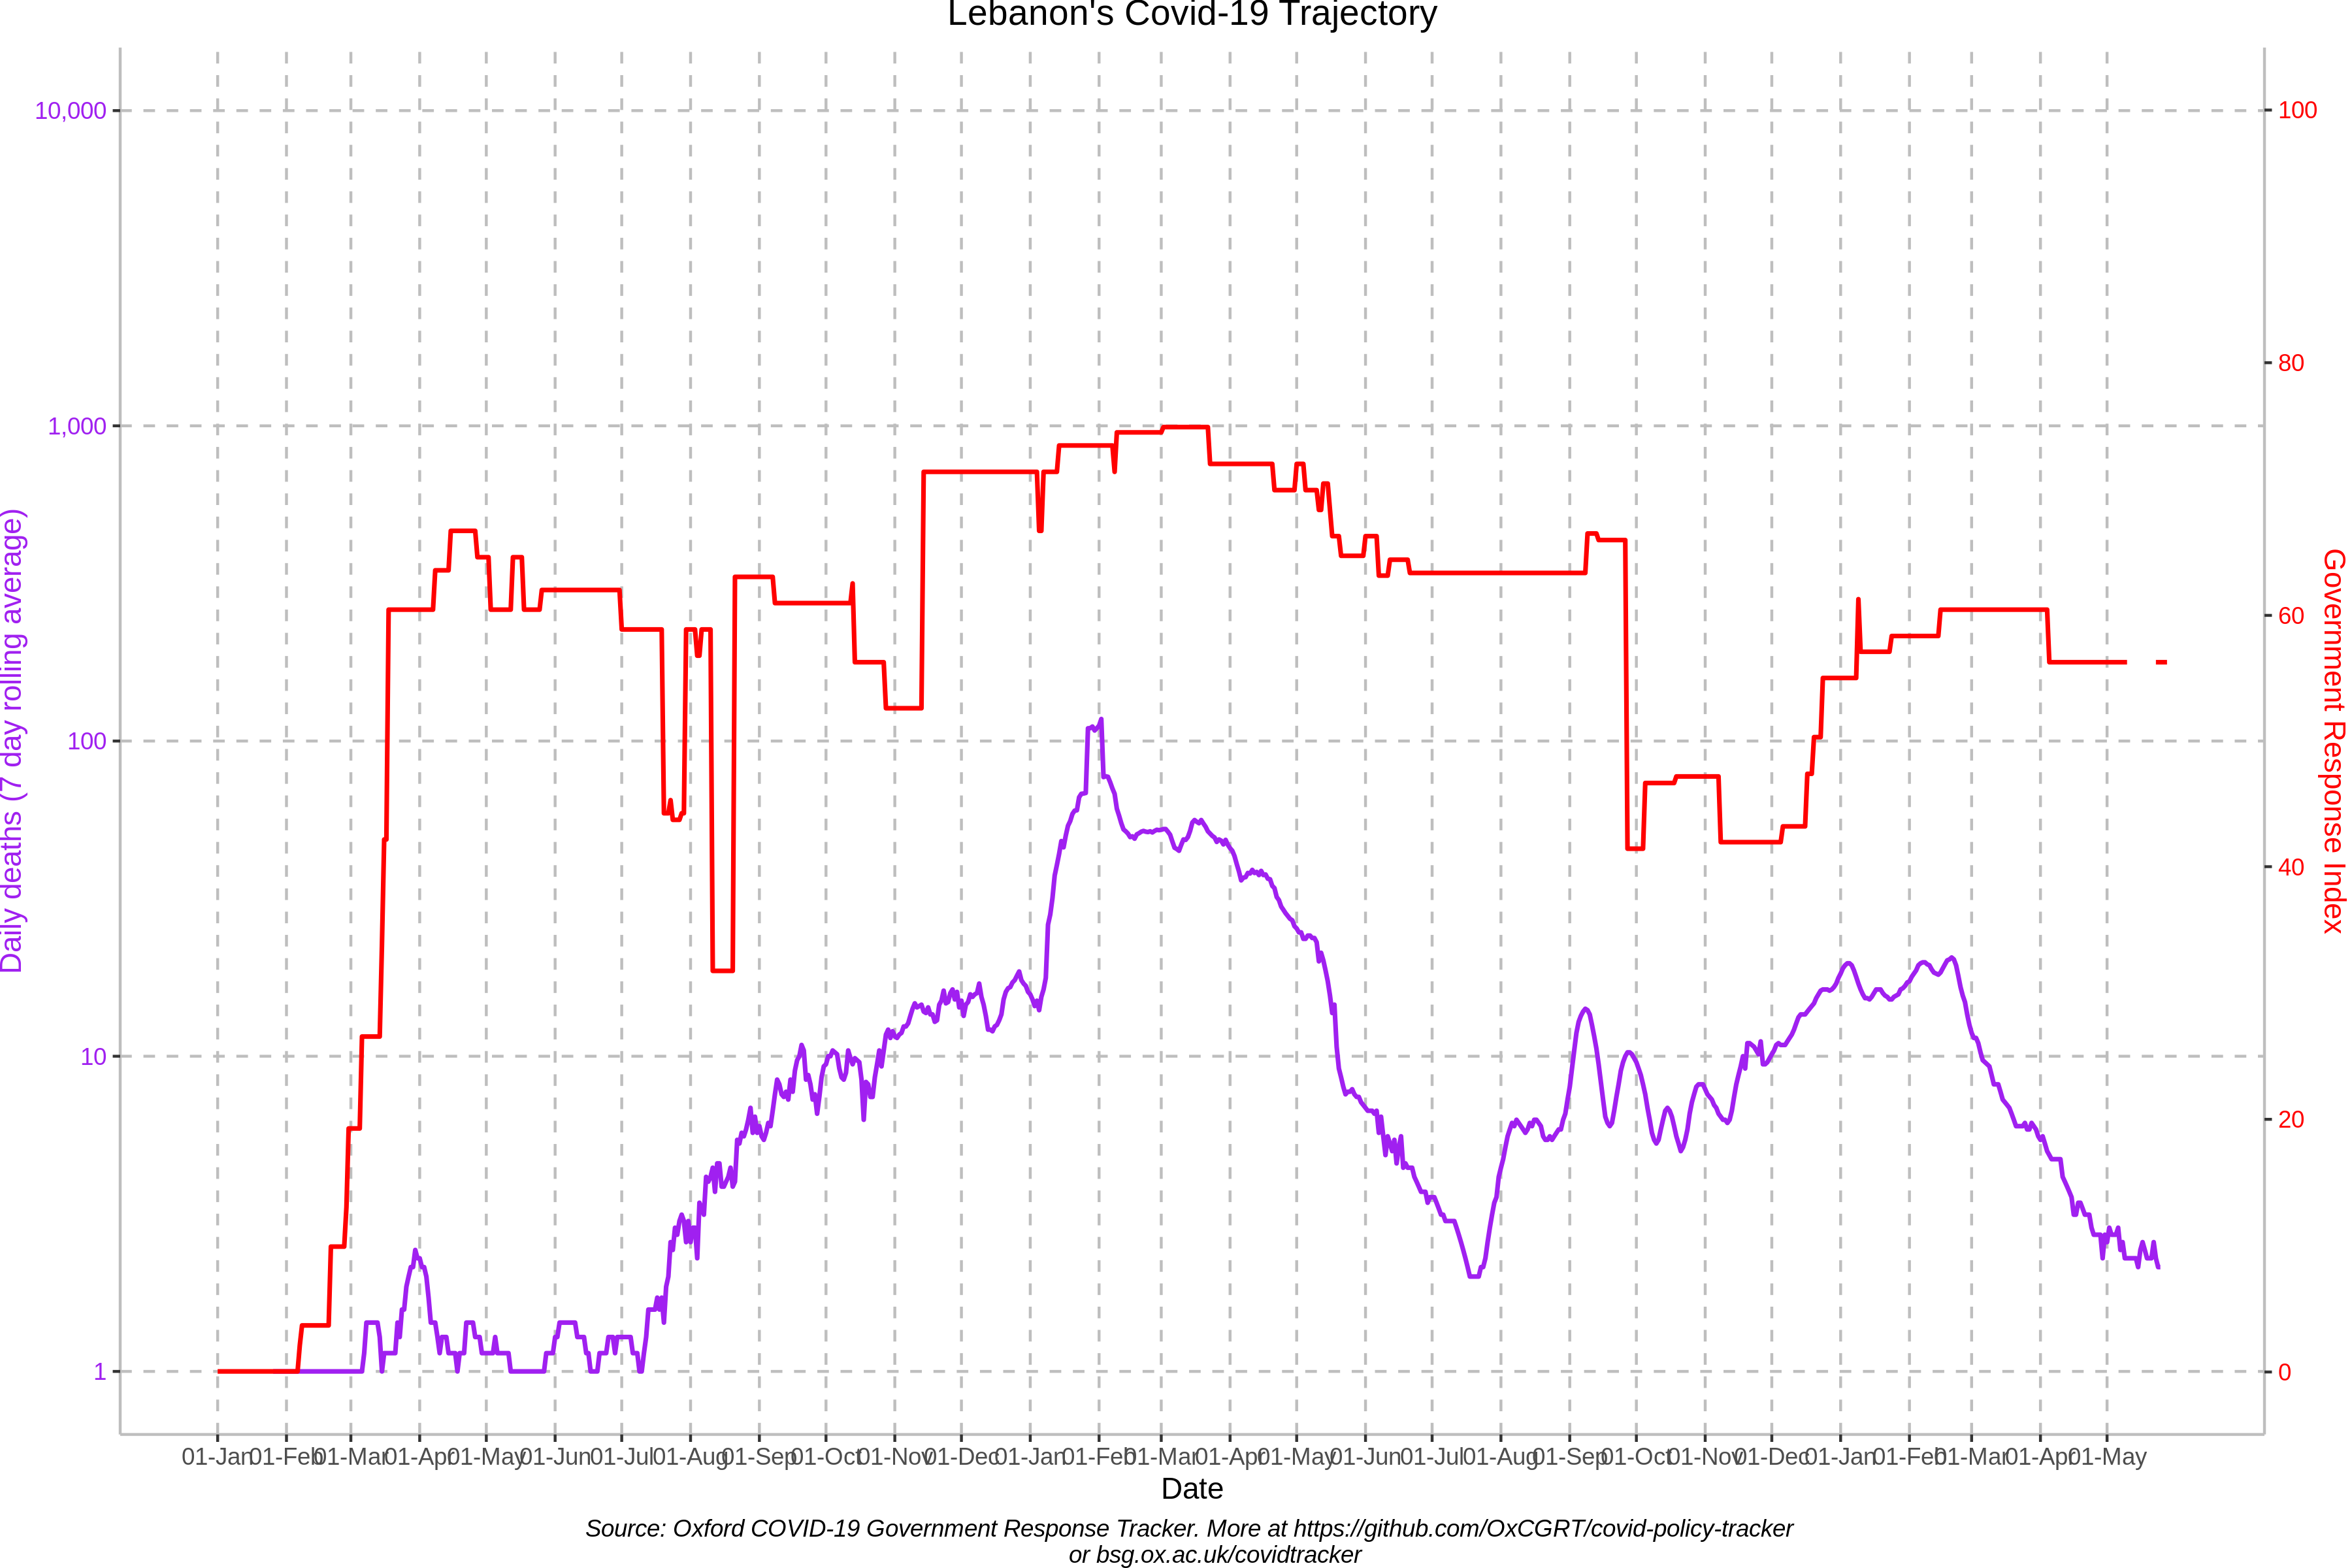 Lebanon's Covid-19 Trajectory
10,000
1,000
100
10
1
Daily deaths (7 day rolling average)
100
80
60
40
20
0
Government Response Index
01-Jan 01-Feb 01-Mar 01-Apr 01-May 01-Jun 01-Jul 01-Aug 01-Sep 01-Oct 01-Nov 01-Dec 01-Jan 01-Feb 01-Mar 01-Apr 01-May 01-Jun 01-Jul 01-Aug 01-Sep 01-Oct 01-Nov 01-Dec 01-Jan 01-Feb 01-Mar 01-Apr 01-May
Date
Source: Oxford COVID-19 Government Response Tracker. More at https://github.com/OxCGRT/covid-policy-tracker
or bsg.ox.ac.uk/covidtracker